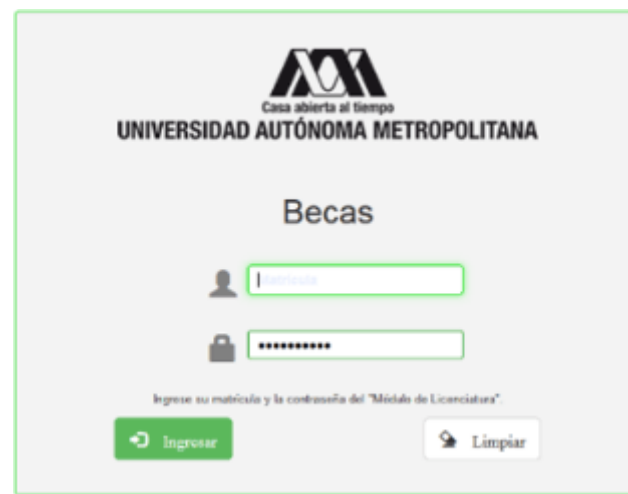 Casa abierta al tiempo
UNIVERSIDAD AUTÓNOMA METROPOLITANA
Becas
Matrícula
••••••••••
Ingrese su matrícula y la contraseña del "Módulo de Licenciatura".
Ingresar
Limpiar